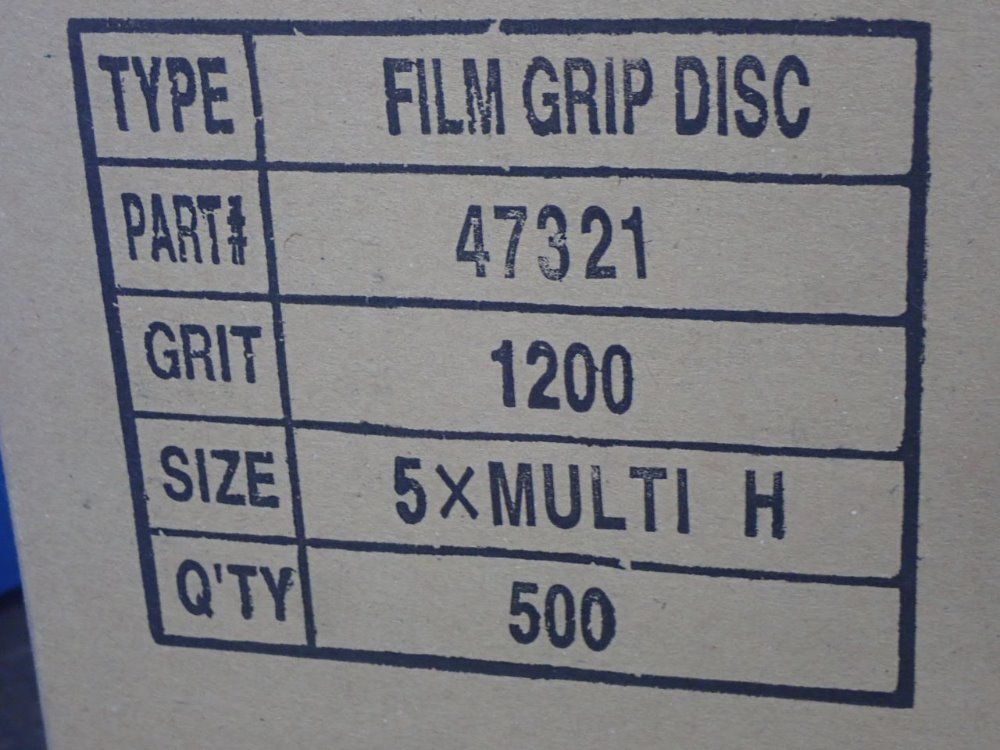 TYPE FILM GRIP DISC
PART# 47321
GRIT 1200
SIZE 5×MULTI H
Q'TY 500